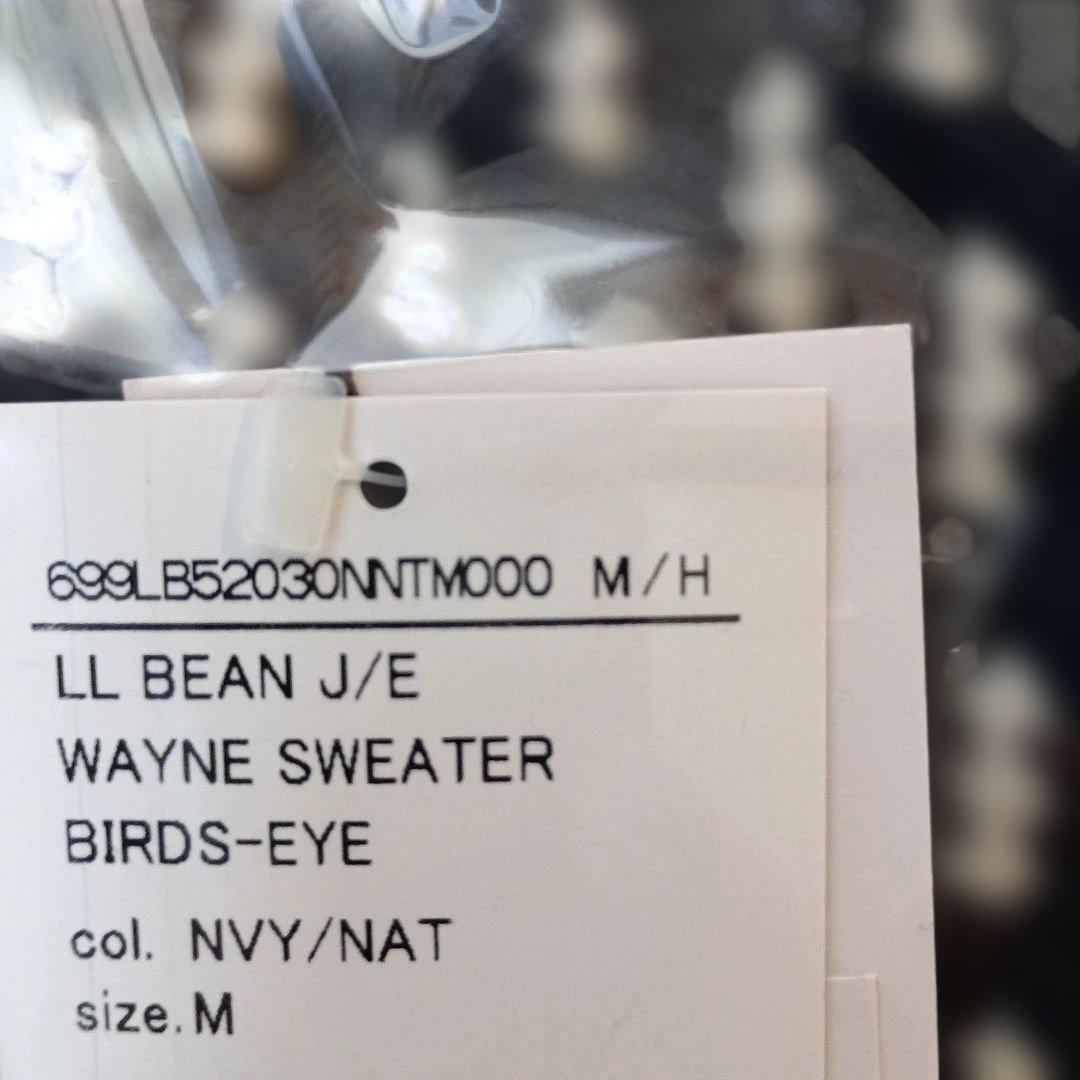 699LB52030NNTM000 M/H
LL BEAN J/E
WAYNE SWEATER
BIRDS-EYE
col. NVY/NAT
size.M